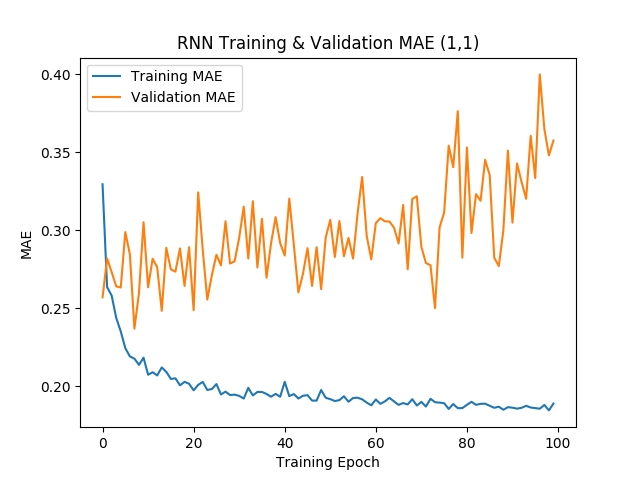 RNN Training & Validation MAE (1,1)
Training MAE
Validation MAE
0.40
0.35
0.30
0.25
0.20
MAE
0 20 40 60 80 100
Training Epoch